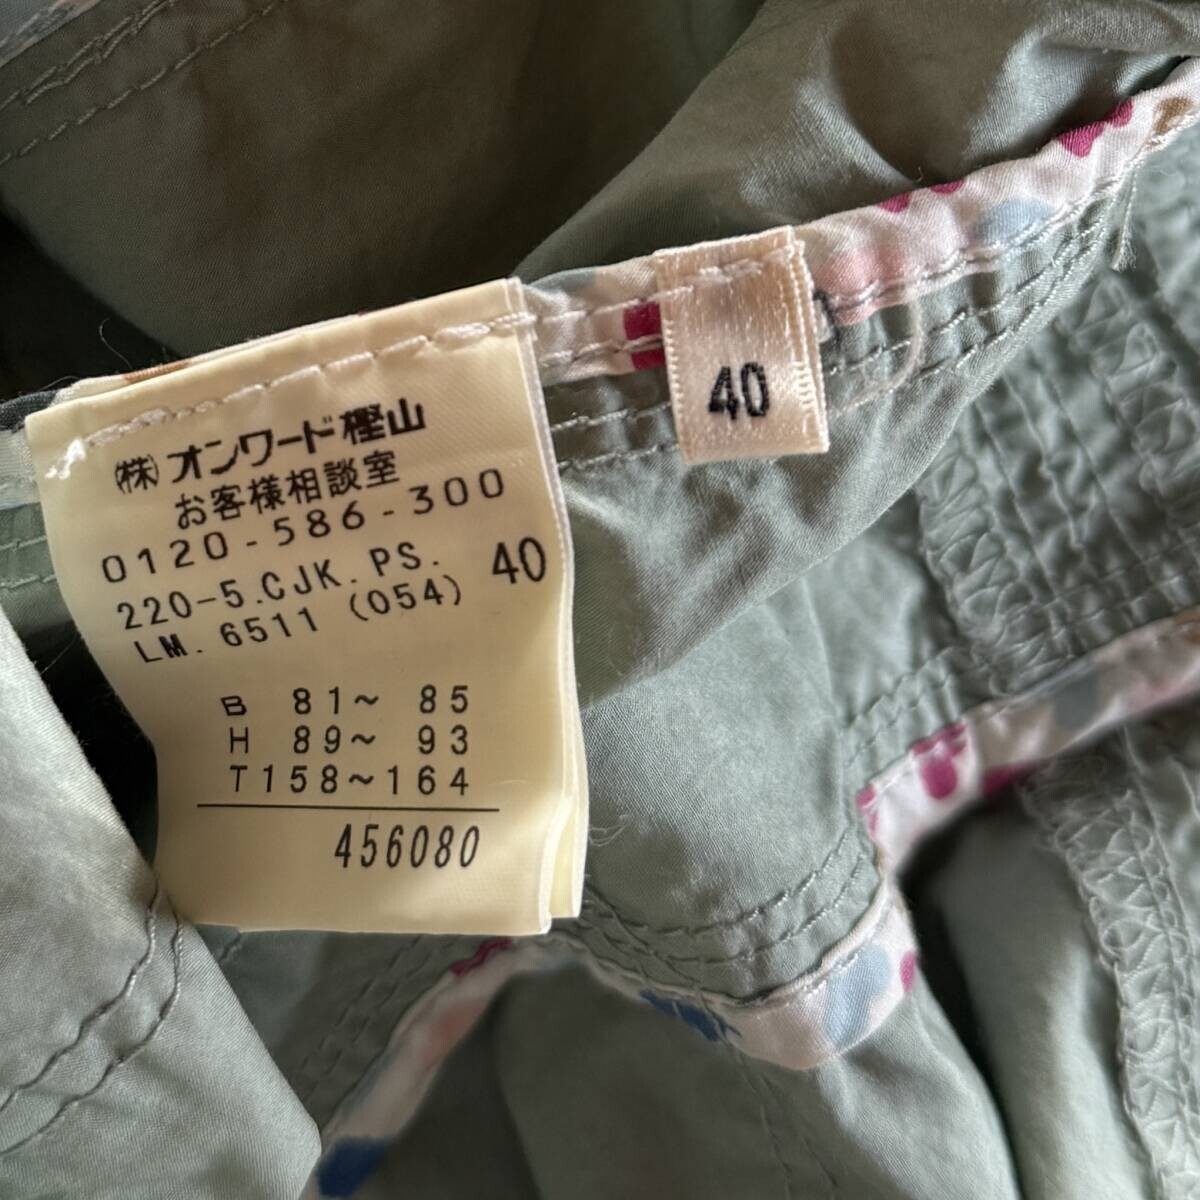 ㈱オンワード樫山
お客様相談室
0120-586-300
220-5.CJK.PS. 40
LM. 6511 (054)
B 81～ 85
H 89～ 93
T158～164
456080
40